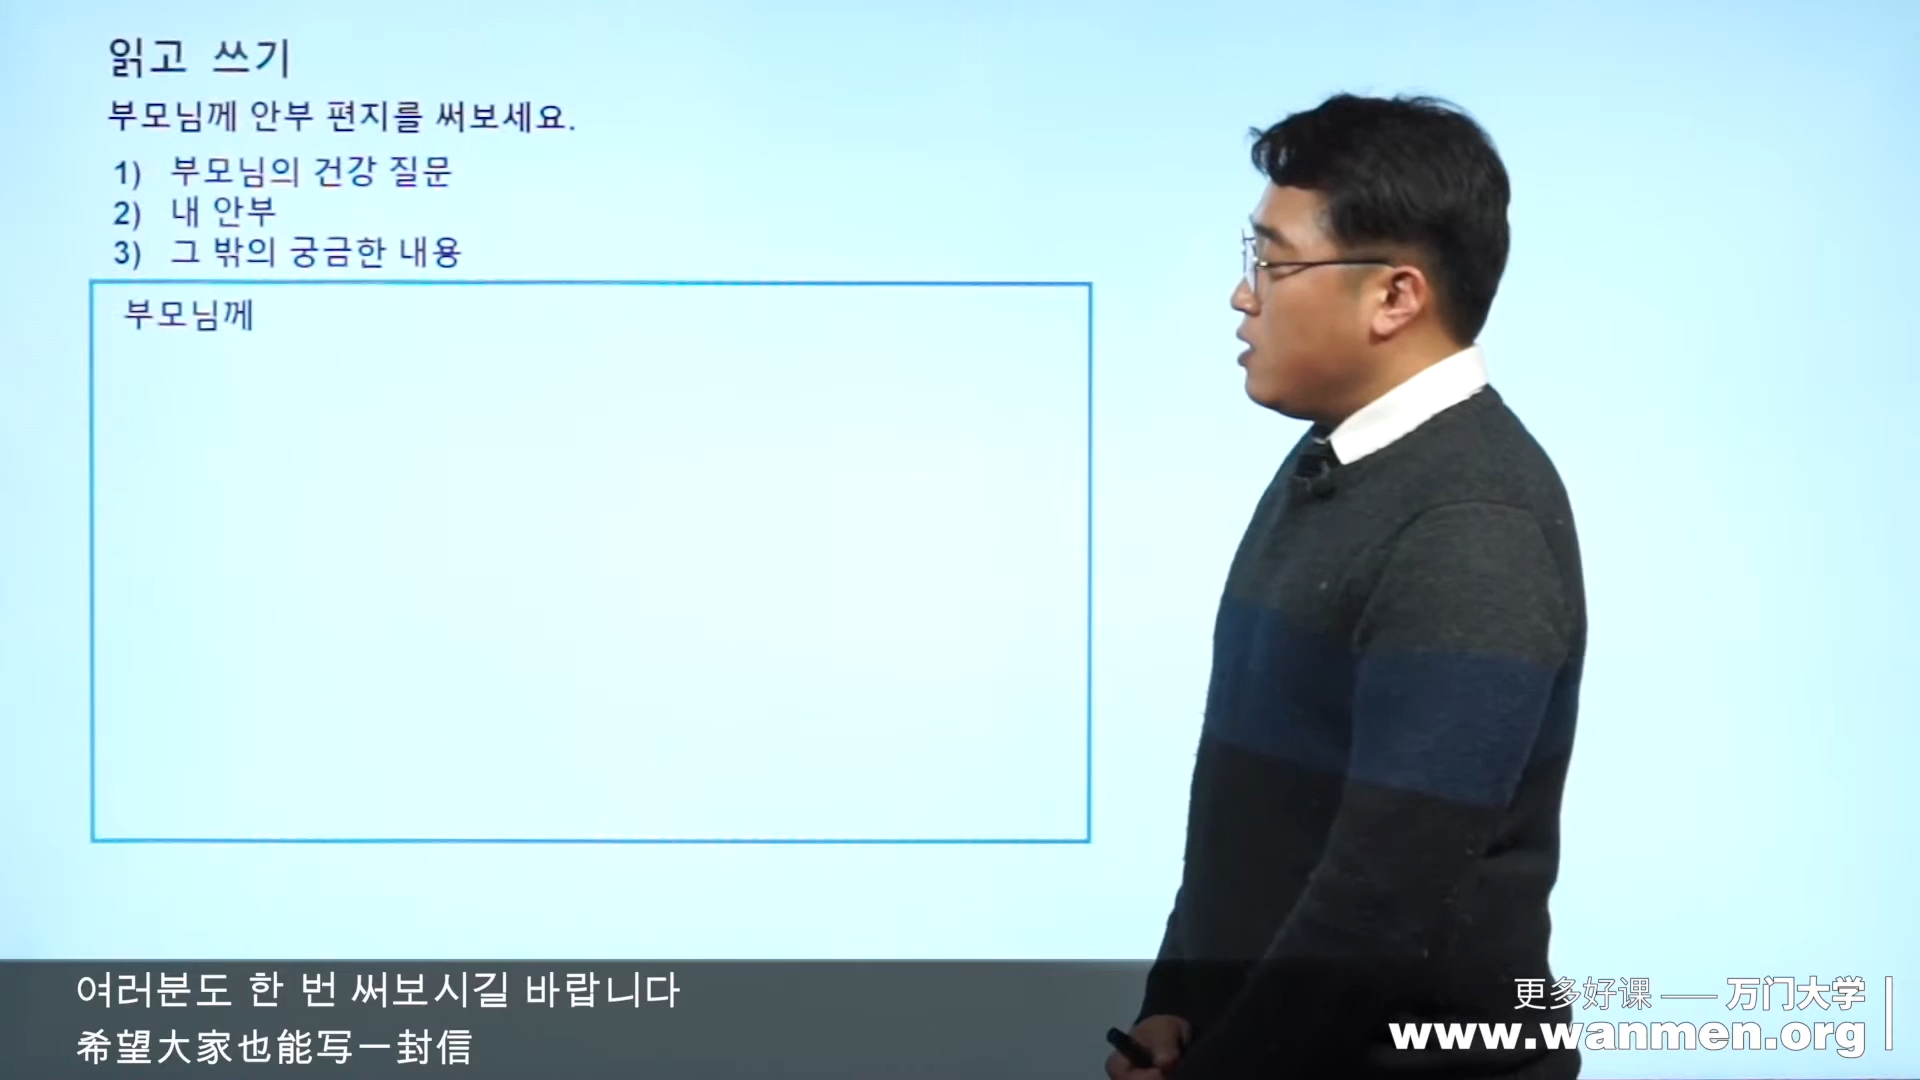 읽고 쓰기
부모님께 안부 편지를 써보세요.
1) 부모님의 건강 질문
2) 내 안부
3) 그 밖의 궁금한 내용
부모님께
여러분도 한 번 써보시길 바랍니다
希望大家也能写一封信
更多好课 —— 万门大学
www.wanmen.org